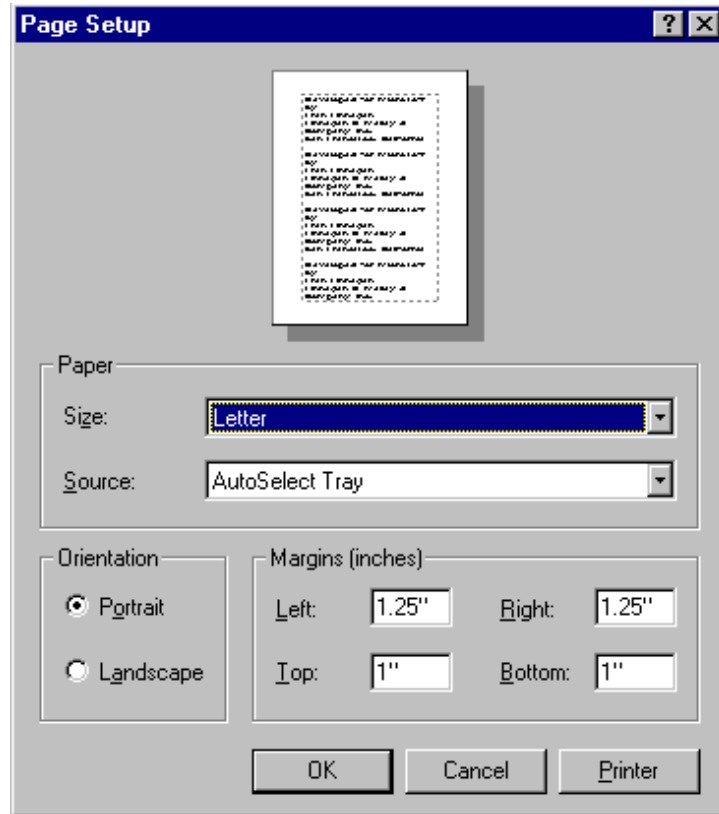 Page Setup
Paper
Size: Letter
Source: AutoSelect Tray
Orientation
Portrait
Landscape
Margins (inches)
Left: 1.25" Right: 1.25"
Top: 1" Bottom: 1"
OK Cancel Printer